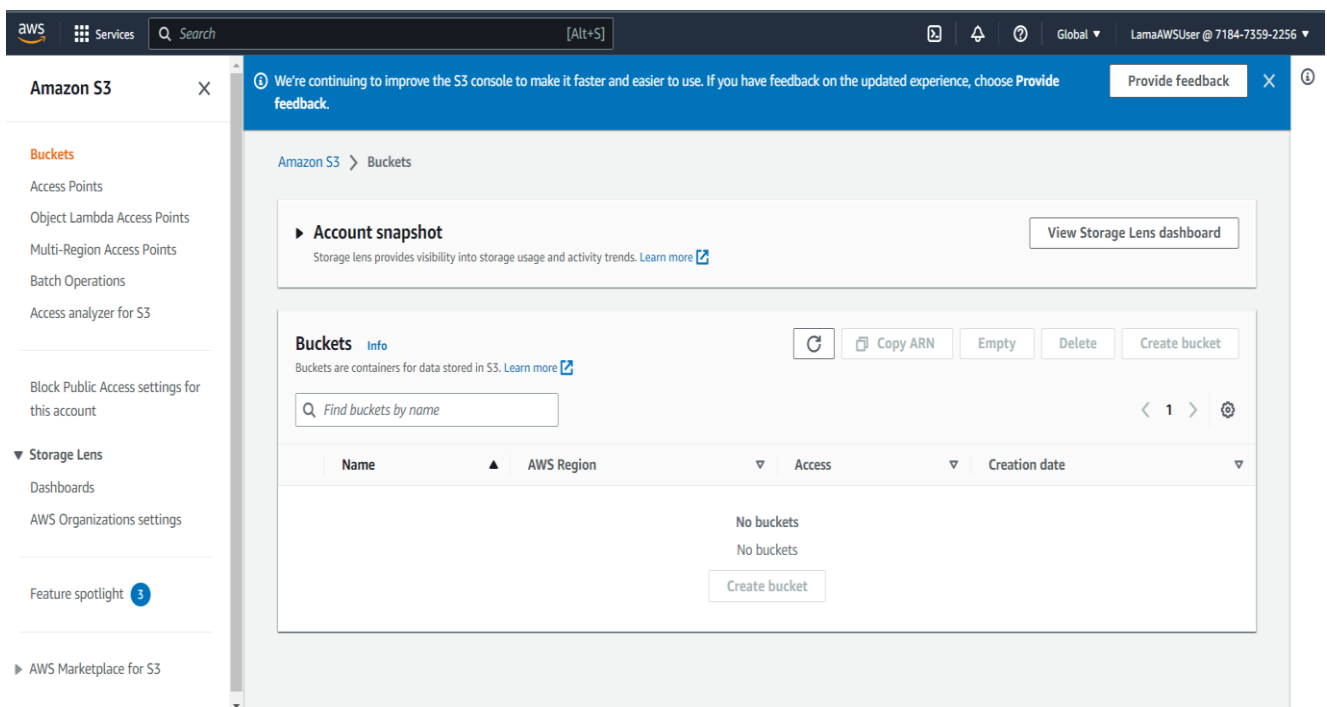 aws
Services
Search
[Alt+S]
Global
LamaAWSUser @ 7184-7359-2256
Amazon S3
Buckets
Access Points
Object Lambda Access Points
Multi-Region Access Points
Batch Operations
Access analyzer for S3
Block Public Access settings for
this account
Storage Lens
Dashboards
AWS Organizations settings
Feature spotlight 3
AWS Marketplace for S3
We're continuing to improve the S3 console to make it faster and easier to use. If you have feedback on the updated experience, choose Provide
feedback.
Provide feedback
Amazon S3 > Buckets
Account snapshot
Storage lens provides visibility into storage usage and activity trends. Learn more
View Storage Lens dashboard
Buckets Info
Buckets are containers for data stored in S3. Learn more
Copy ARN
Empty
Delete
Create bucket
Find buckets by name
1
Name
AWS Region
Access
Creation date
No buckets
No buckets
Create bucket